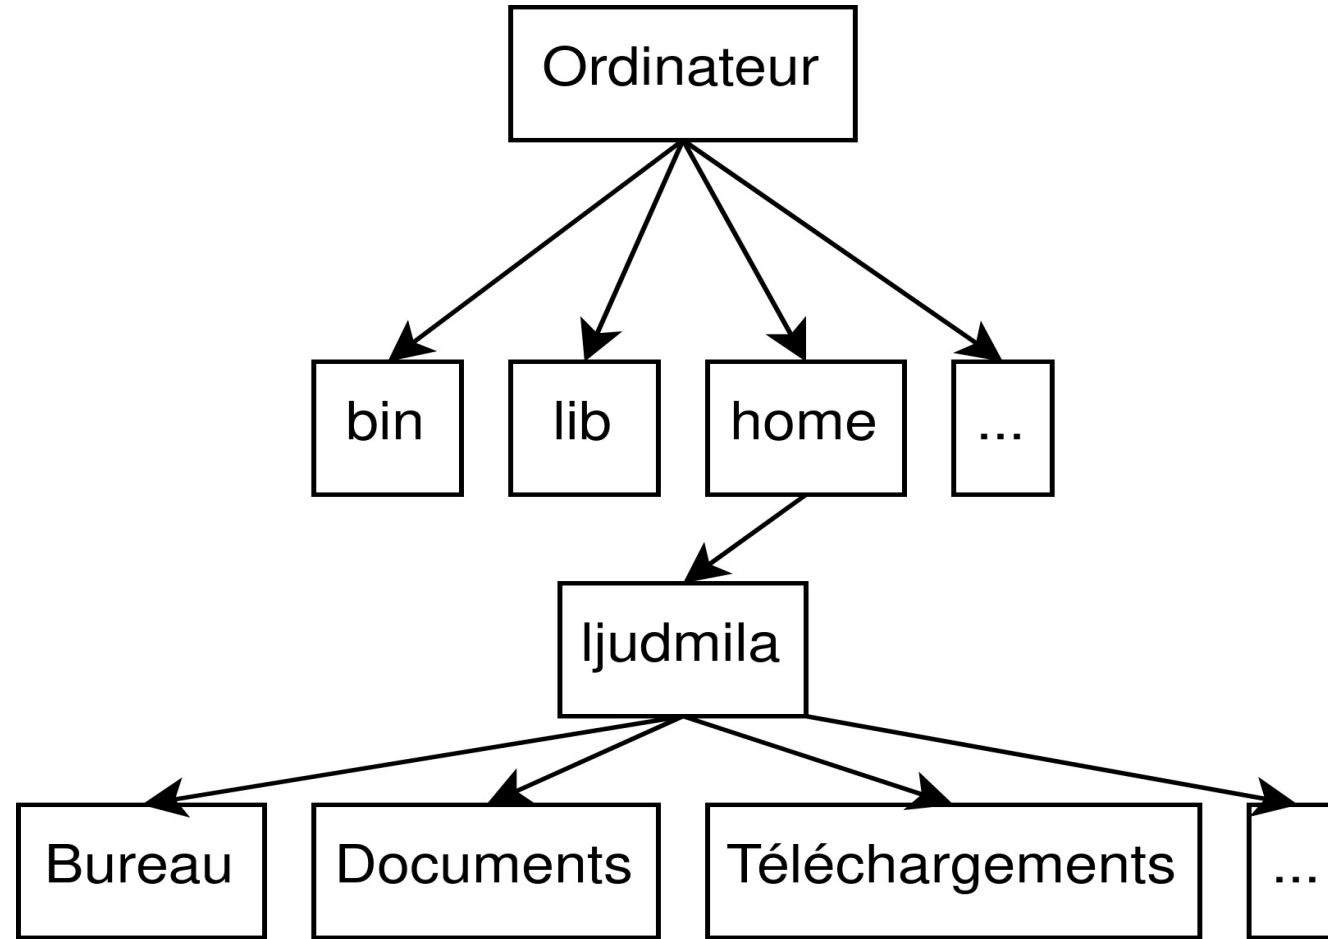 Ordinateur
bin
lib
home
...
ljudmila
Bureau
Documents
Téléchargements
...